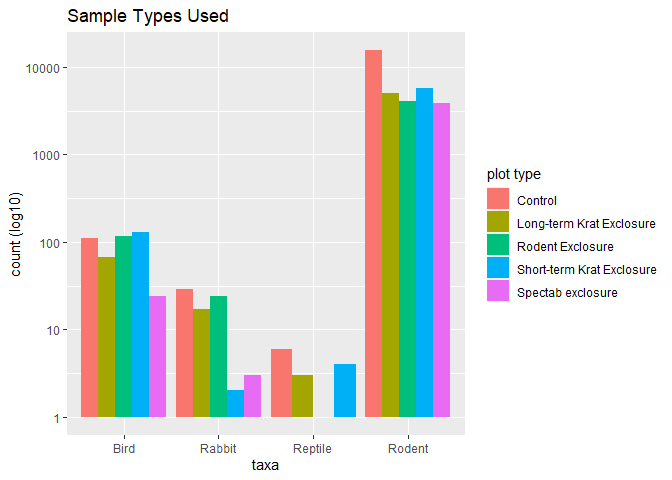 Sample Types Used
count (log10)
10000
1000
100
10
1
Bird Rabbit Reptile Rodent
taxa
plot type
Control
Long-term Krat Exclosure
Rodent Exclosure
Short-term Krat Exclosure
Spectab exclosure